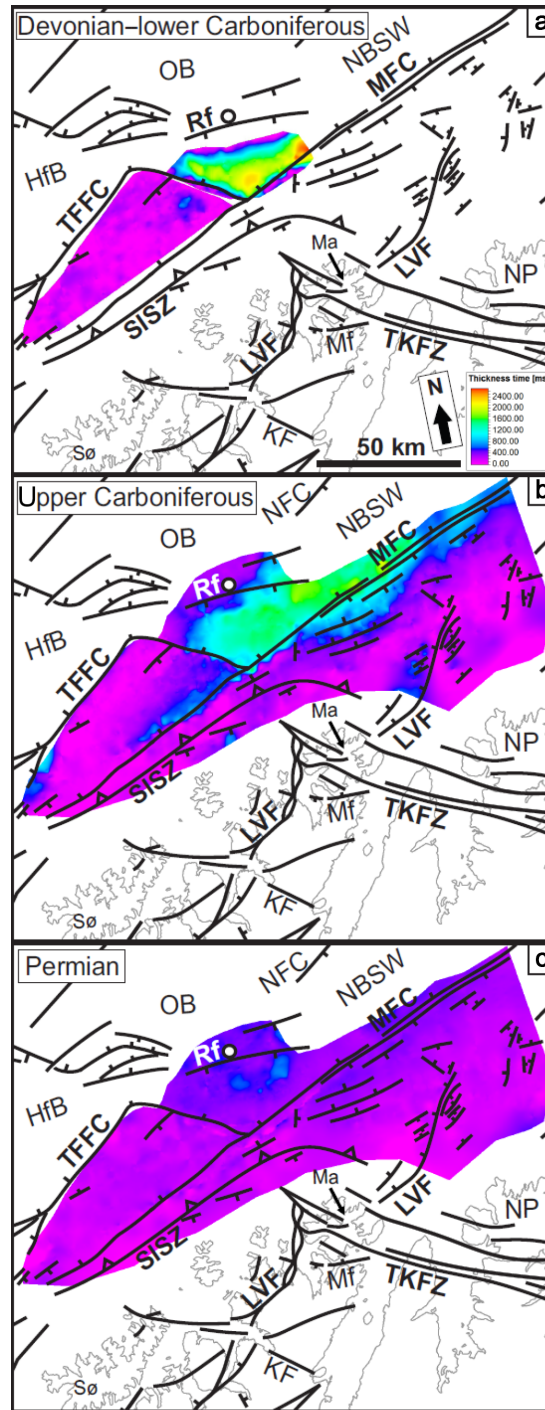 Devonian–lower Carboniferous
a
OB
NBSW
MFC
Rf
HfB
TFFC
Ma
LVF
NP
SISZ
LVF
Mf
TKFZ
Thickness time [ms
2400.00
2000.00
1600.00
1200.00
800.00
400.00
0.00
N
KF
Sø
50 km
Upper Carboniferous
b
NFC
OB
NBSW
MFC
Rf
HfB
TFFC
Ma
LVF
NP
SISZ
LVF
Mf
TKFZ
KF
Sø
Permian
c
NFC
OB
NBSW
MFC
Rf
HfB
TFFC
Ma
LVF
NP
SISZ
LVF
Mf
TKFZ
KF
Sø